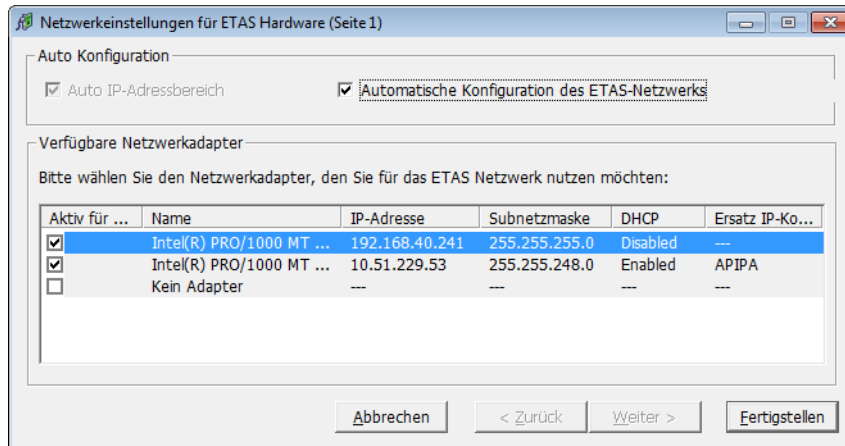 Netzwerkeinstellungen für ETAS Hardware (Seite 1)
Auto Konfiguration
Auto IP-Adressbereich Automatische Konfiguration des ETAS-Netzwerks
Verfügbare Netzwerkadapter
Bitte wählen Sie den Netzwerkadapter, den Sie für das ETAS Netzwerk nutzen möchten:
Aktiv für ... Name IP-Adresse Subnetzmaske DHCP Ersatz IP-Ko...
Intel(R) PRO/1000 MT ... 192.168.40.241 255.255.255.0 Disabled ---
Intel(R) PRO/1000 MT ... 10.51.229.53 255.255.248.0 Enabled APIPA
Kein Adapter --- --- --- ---
Abbrechen < Zurück Weiter > Fertigstellen